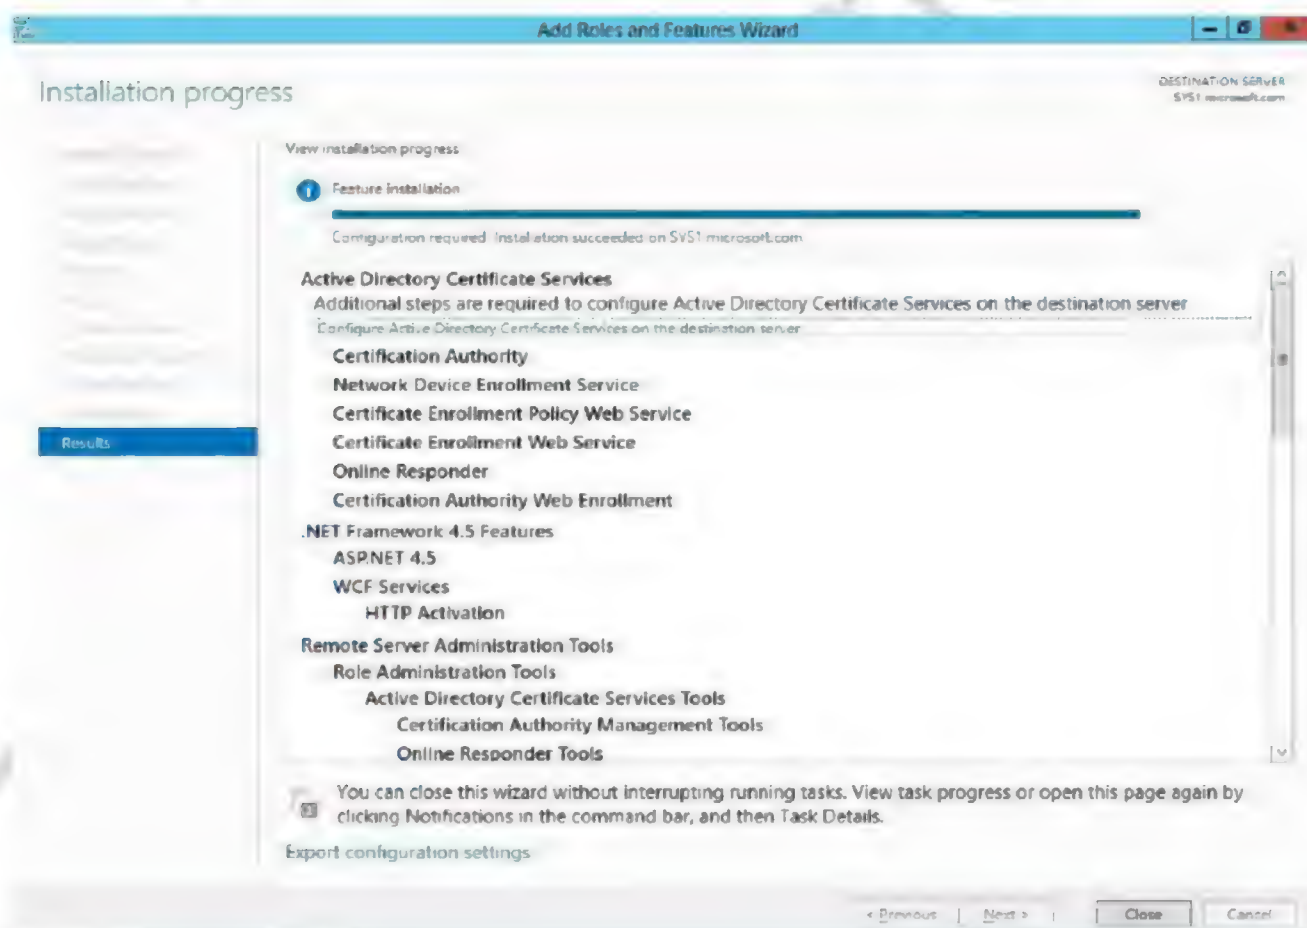 Add Roles and Features Wizard
Installation progress
DESTINATION SERVER
SYS1 microsoft.com
View installation progress
Feature installation
Configuration required. Installation succeeded on SYS1 microsoft.com
Active Directory Certificate Services
Additional steps are required to configure Active Directory Certificate Services on the destination server
Configure Active Directory Certificate Services on the destination server
Certification Authority
Network Device Enrollment Service
Certificate Enrollment Policy Web Service
Certificate Enrollment Web Service
Results
Online Responder
Certification Authority Web Enrollment
.NET Framework 4.5 Features
ASP.NET 4.5
WCF Services
HTTP Activation
Remote Server Administration Tools
Role Administration Tools
Active Directory Certificate Services Tools
Certification Authority Management Tools
Online Responder Tools
You can close this wizard without interrupting running tasks. View task progress or open this page again by
clicking Notifications in the command bar, and then Task Details.
Export configuration settings
< Previous
Next >
Close
Cancel